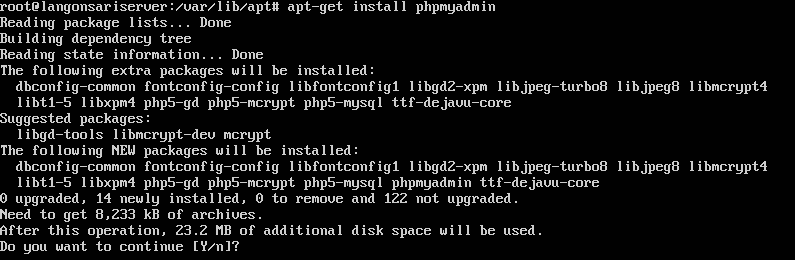 root@langonsariserver:/var/lib/apt# apt-get install phpmyadmin
Reading package lists... Done
Building dependency tree
Reading state information... Done
The following extra packages will be installed:
  dbconfig-common fontconfig-config libfontconfig1 libgd2-xpm libjpeg-turbo8 libjpeg8 libmcrypt4
  libt1-5 libxpm4 php5-gd php5-mcrypt php5-mysql ttf-dejavu-core
Suggested packages:
  libgd-tools libmcrypt-dev mcrypt
The following NEW packages will be installed:
  dbconfig-common fontconfig-config libfontconfig1 libgd2-xpm libjpeg-turbo8 libjpeg8 libmcrypt4
  libt1-5 libxpm4 php5-gd php5-mcrypt php5-mysql phpmyadmin ttf-dejavu-core
0 upgraded, 14 newly installed, 0 to remove and 122 not upgraded.
Need to get 8,233 kB of archives.
After this operation, 23.2 MB of additional disk space will be used.
Do you want to continue [Y/n]?